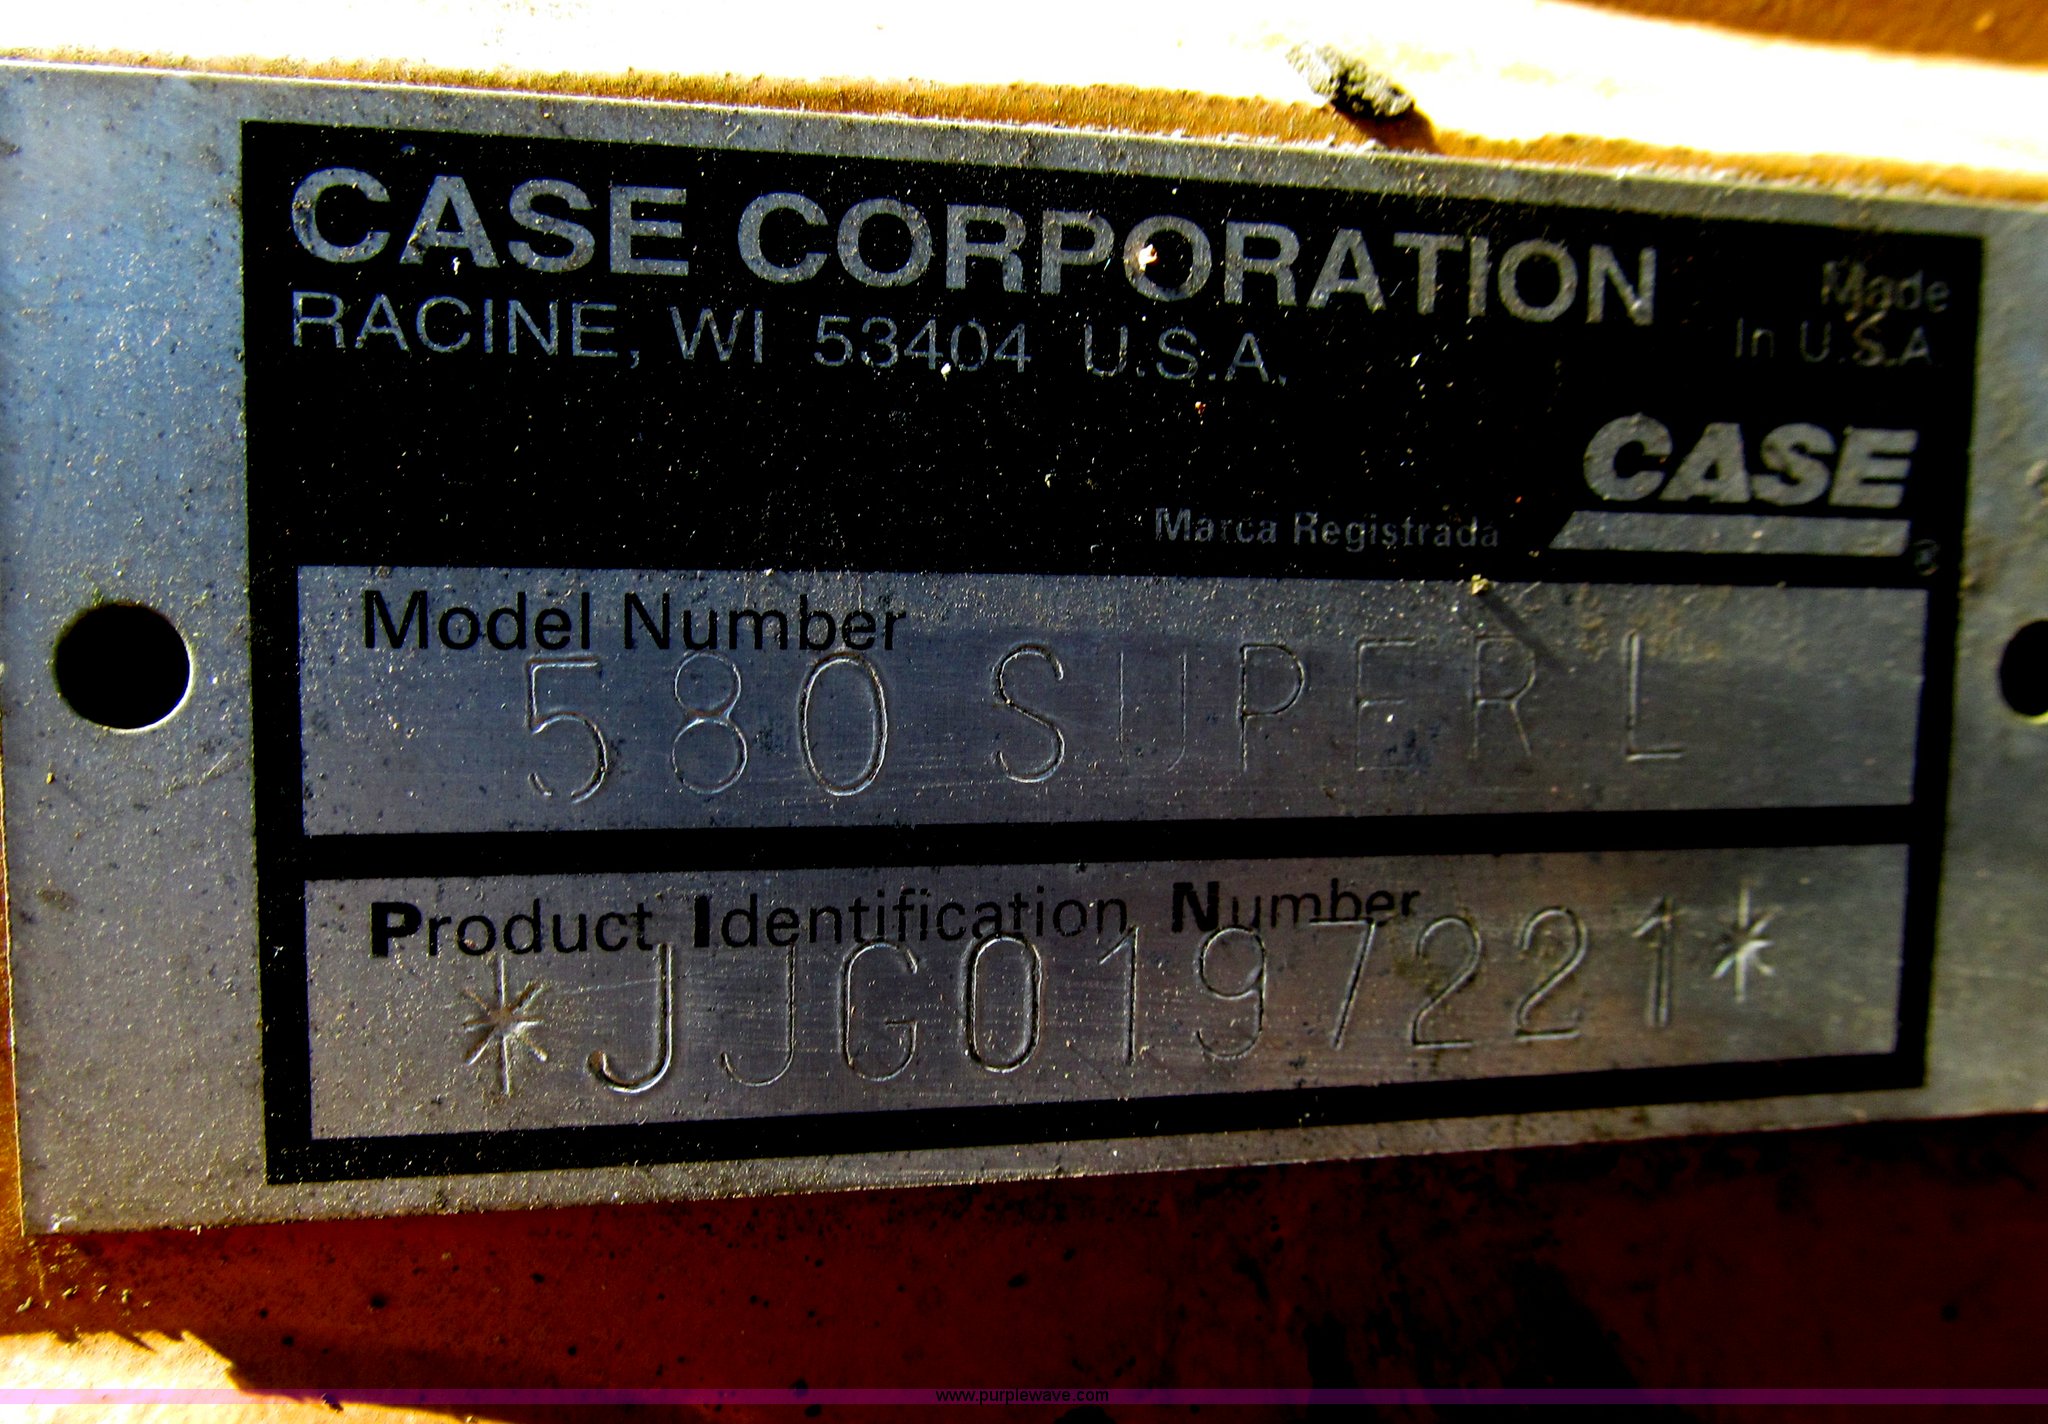 CASE CORPORATION
RACINE, WI 53404 U.S.A.
Made
In U.S.A.
CASE
Marca Registrada ®
Model Number
580 SUPER L
Product Identification Number
*JJG0197221*
www.purplewave.com